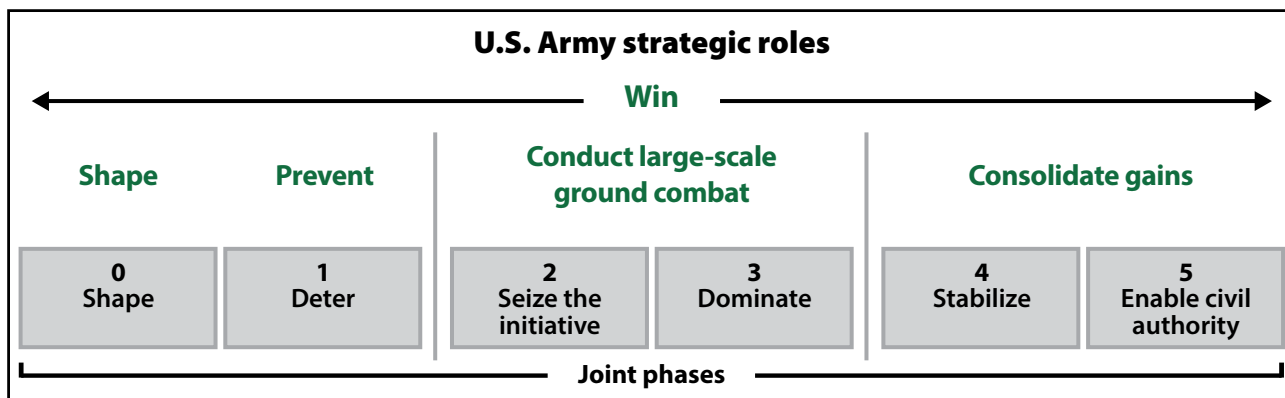 U.S. Army strategic roles
Win
Shape
Prevent
Conduct large-scale
ground combat
Consolidate gains
0
Shape
1
Deter
2
Seize the
initiative
3
Dominate
4
Stabilize
5
Enable civil
authority
Joint phases